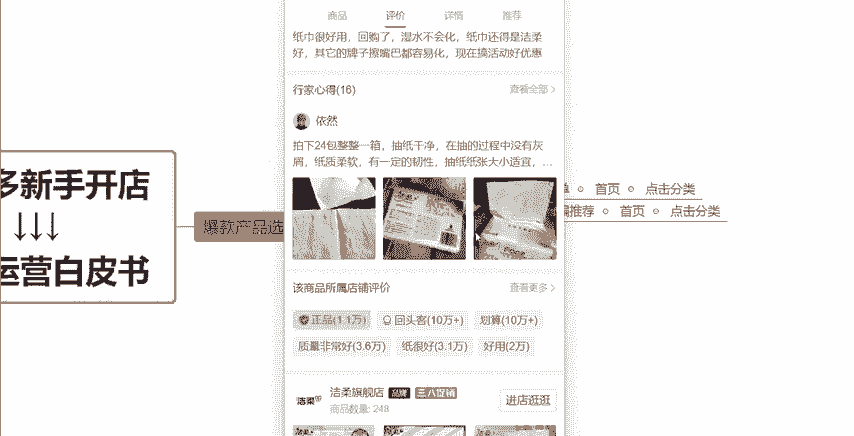 商品 评价 详情 推荐
纸巾很好用，回购了，湿水不会化，纸巾还得是洁柔
好，其它的牌子擦嘴巴都容易化，现在搞活动好优惠
行家心得(16) 查看全部
依然
拍下24包整整一箱，抽纸干净，在抽的过程中没有灰
屑，纸质柔软，有一定的韧性，抽纸纸张大小适宜，...
该商品所属店铺评价 查看更多
正品(1.1万) 回头客(10万+) 划算(10万+)
质量非常好(3.6万) 纸很好(3.1万) 好用(2万)
洁柔旗舰店 品牌 三八促销
商品数量: 248
进店逛逛
洁柔
多新手开店
↓↓↓
运营白皮书
爆款产品选
单 首页 点击分类
推荐 首页 点击分类